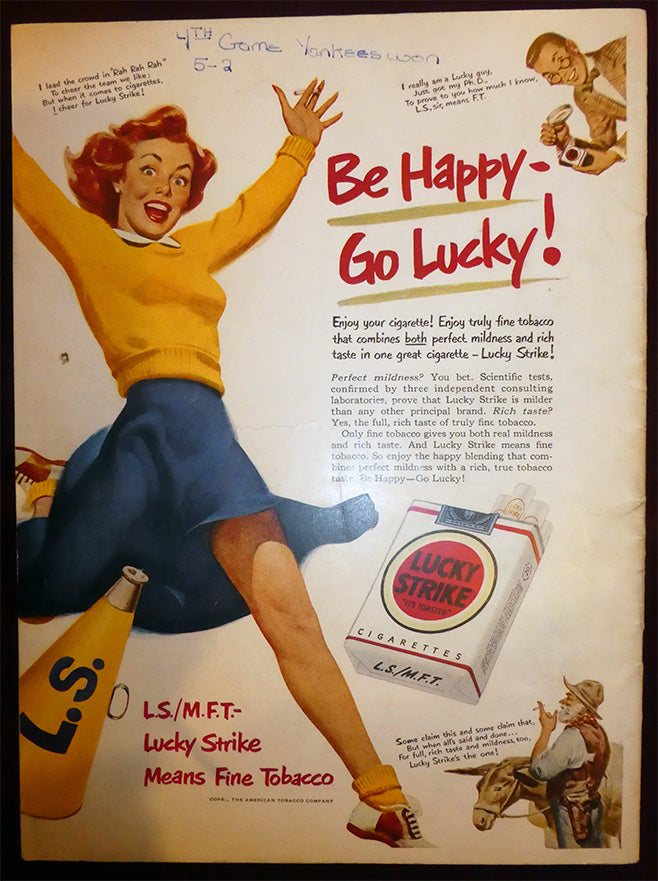 4TH Game Yankees won
5-2
I lead the crowd in "Rah Rah Rah"
To cheer the team we like;
But when it comes to cigarettes,
I cheer for Lucky Strike!
I really am a Lucky guy,
Just got my Ph.D.,
To prove to you how much I know,
L.S., sir, means F.T.
Be Happy-
Go Lucky!
Enjoy your cigarette! Enjoy truly fine tobacco
that combines both perfect mildness and rich
taste in one great cigarette - Lucky Strike!
Perfect mildness? You bet. Scientific tests,
confirmed by three independent consulting
laboratories, prove that Lucky Strike is milder
than any other principal brand. Rich taste?
Yes, the full, rich taste of truly fine tobacco.
Only fine tobacco gives you both real mildness
and rich taste. And Lucky Strike means fine
tobacco. So enjoy the happy blending that com-
bines perfect mildness with a rich, true tobacco
taste. Be Happy—Go Lucky!
LUCKY
STRIKE
"IT'S TOASTED"
CIGARETTES
L.S./M.F.T.
L.S.
L.S./M.F.T.-
Lucky Strike
Means Fine Tobacco
COPR., THE AMERICAN TOBACCO COMPANY
Some claim this and some claim that,
But when all's said and done...
For full, rich taste and mildness, too,
Lucky Strike's the one!